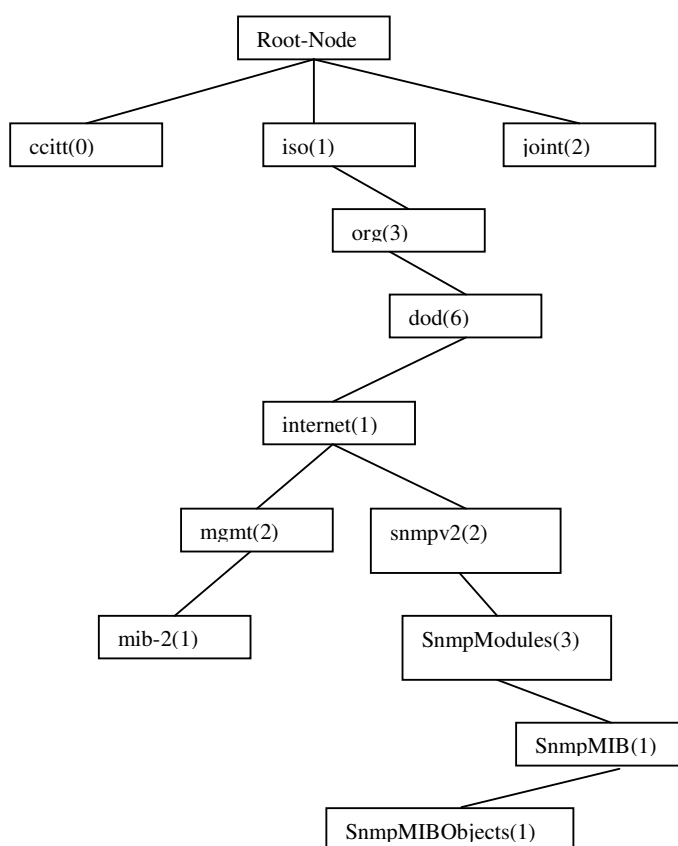 Root-Node
ccitt(0)
iso(1)
joint(2)
org(3)
dod(6)
internet(1)
mgmt(2)
snmpv2(2)
mib-2(1)
SnmpModules(3)
SnmpMIB(1)
SnmpMIBObjects(1)